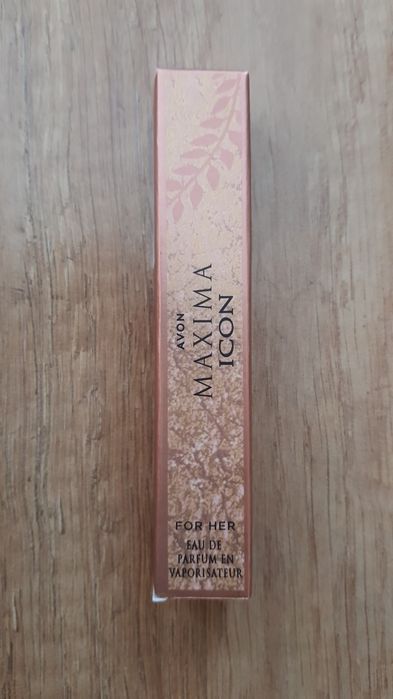 AVON
MAXIMA
ICON
FOR HER
EAU DE
PARFUM EN
VAPORISATEUR